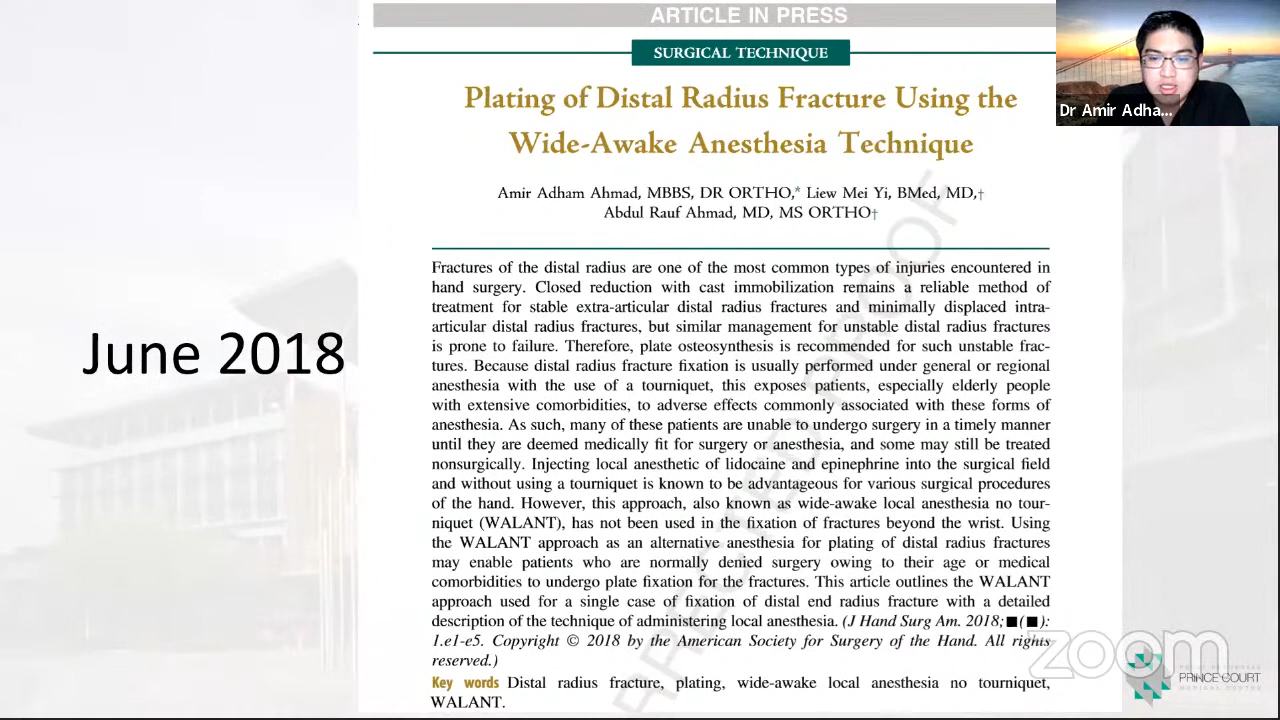 ARTICLE IN PRESS
SURGICAL TECHNIQUE
Plating of Distal Radius Fracture Using the
Wide-Awake Anesthesia Technique
Amir Adham Ahmad, MBBS, DR ORTHO,* Liew Mei Yi, BMed, MD,†
Abdul Rauf Ahmad, MD, MS ORTHO†
Fractures of the distal radius are one of the most common types of injuries encountered in
hand surgery. Closed reduction with cast immobilization remains a reliable method of
treatment for stable extra-articular distal radius fractures and minimally displaced intra-
articular distal radius fractures, but similar management for unstable distal radius fractures
is prone to failure. Therefore, plate osteosynthesis is recommended for such unstable frac-
tures. Because distal radius fracture fixation is usually performed under general or regional
anesthesia with the use of a tourniquet, this exposes patients, especially elderly people
with extensive comorbidities, to adverse effects commonly associated with these forms of
anesthesia. As such, many of these patients are unable to undergo surgery in a timely manner
until they are deemed medically fit for surgery or anesthesia, and some may still be treated
nonsurgically. Injecting local anesthetic of lidocaine and epinephrine into the surgical field
and without using a tourniquet is known to be advantageous for various surgical procedures
of the hand. However, this approach, also known as wide-awake local anesthesia no tour-
niquet (WALANT), has not been used in the fixation of fractures beyond the wrist. Using
the WALANT approach as an alternative anesthesia for plating of distal radius fractures
may enable patients who are normally denied surgery owing to their age or medical
comorbidities to undergo plate fixation for the fractures. This article outlines the WALANT
approach used for a single case of fixation of distal end radius fracture with a detailed
description of the technique of administering local anesthesia. (J Hand Surg Am. 2018;■(■):
1.e1-e5. Copyright © 2018 by the American Society for Surgery of the Hand. All rights
reserved.)
Key words Distal radius fracture, plating, wide-awake local anesthesia no tourniquet,
WALANT.
June 2018
Dr Amir Adha...
zoom
PRINCE COURT
MEDICAL CENTRE